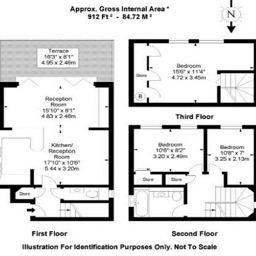 Approx. Gross Internal Area *
912 Ft² - 84.72 M²
N
Terrace
16'3" x 8'1"
4.95 x 2.46m
Reception
Room
15'10" x 8'1"
4.83 x 2.46m
Kitchen/
Reception
Room
17'10" x 10'6"
5.44 x 3.20m
Store
First Floor
Bedroom
15'6" x 11'4"
4.72 x 3.45m
Store
Third Floor
Bedroom
10'6" x 8'2"
3.20 x 2.49m
Bedroom
10'8" x 7'
3.25 x 2.13m
Store
Store
Second Floor
Illustration For Identification Purposes Only. Not To Scale